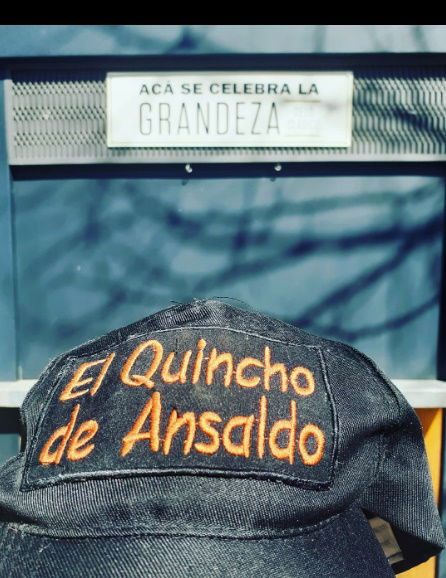 ACÁ SE CELEBRA LA
GRANDEZA
El Quincho
de Ansaldo